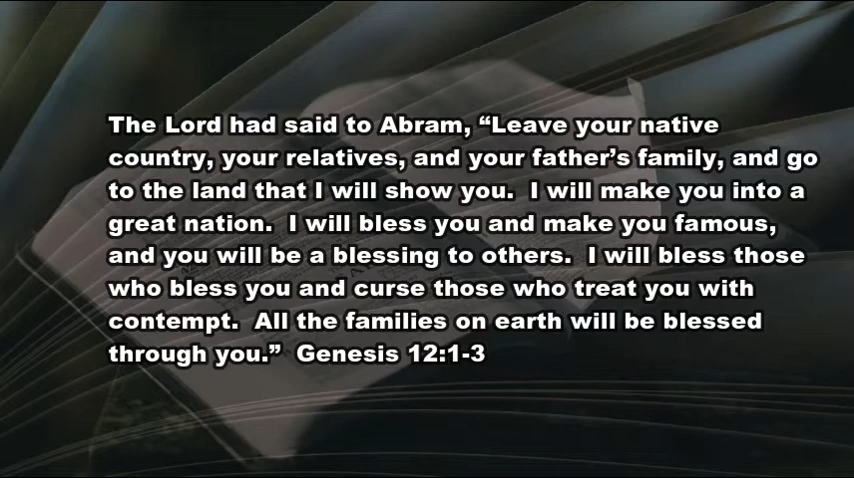 The Lord had said to Abram, “Leave your native
country, your relatives, and your father’s family, and go
to the land that I will show you.  I will make you into a
great nation.  I will bless you and make you famous,
and you will be a blessing to others.  I will bless those
who bless you and curse those who treat you with
contempt.  All the families on earth will be blessed
through you.”  Genesis 12:1-3